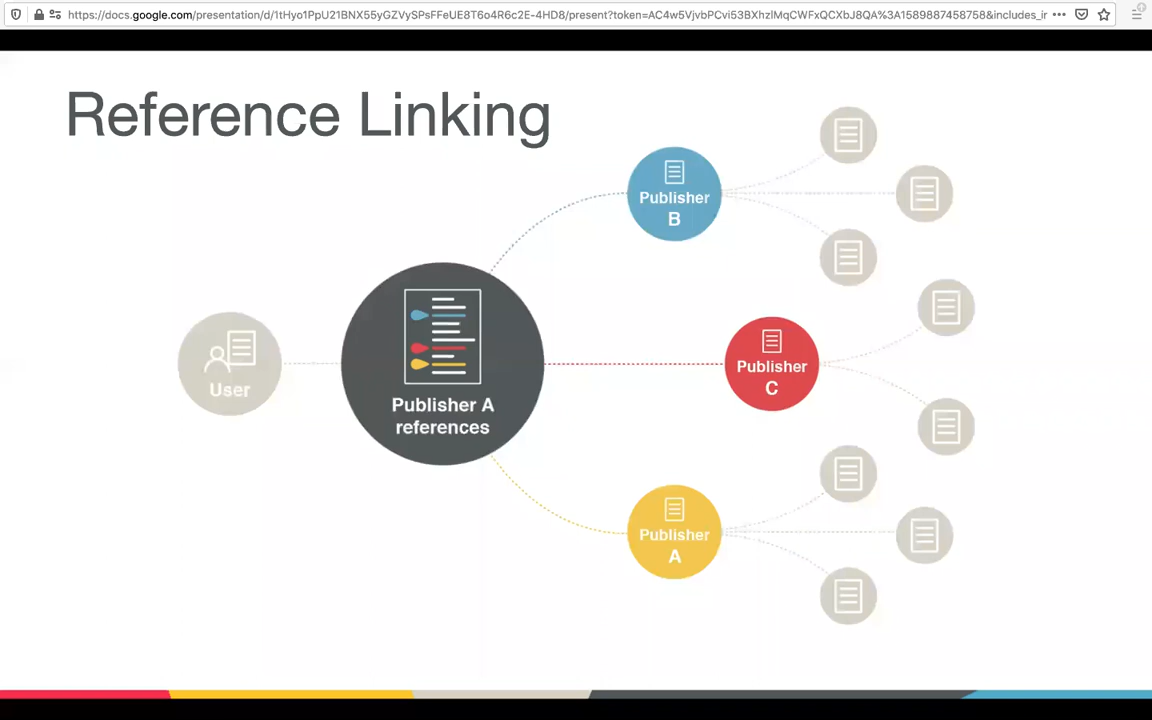 https://docs.google.com/presentation/d/1tHyo1PpU21BNX55yGZVySPsFFeUE8T6o4R6c2E-4HD8/present?token=AC4w5VjvbPCvi53BXhzlMqCWFxQCXbJ8QA%3A1589887458758&includes_ir
Reference Linking
Publisher
B
User
Publisher A
references
Publisher
C
Publisher
A